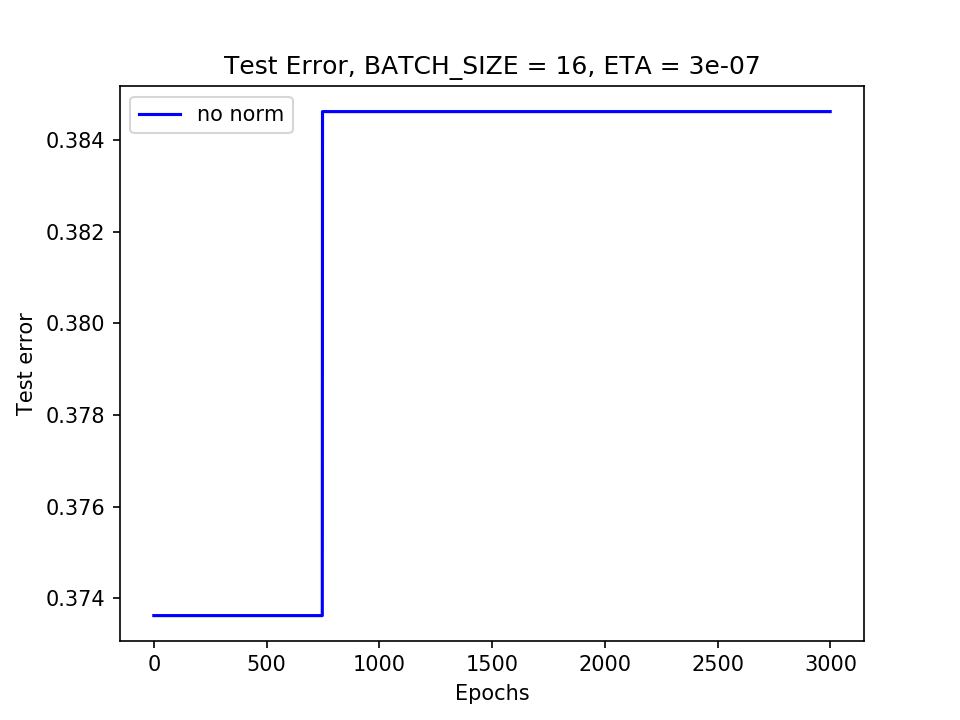 Test Error, BATCH_SIZE = 16, ETA = 3e-07
no norm
0.384
0.382
0.380
0.378
0.376
0.374
Test error
0 500 1000 1500 2000 2500 3000
Epochs